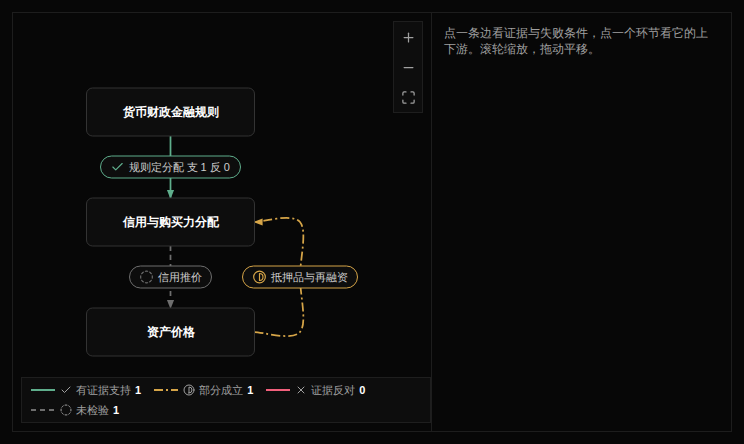 点一条边看证据与失败条件，点一个环节看它的上
下游。滚轮缩放，拖动平移。
货币财政金融规则
规则定分配 支 1 反 0
信用与购买力分配
信用推价
抵押品与再融资
资产价格
有证据支持 1
部分成立 1
证据反对 0
未检验 1